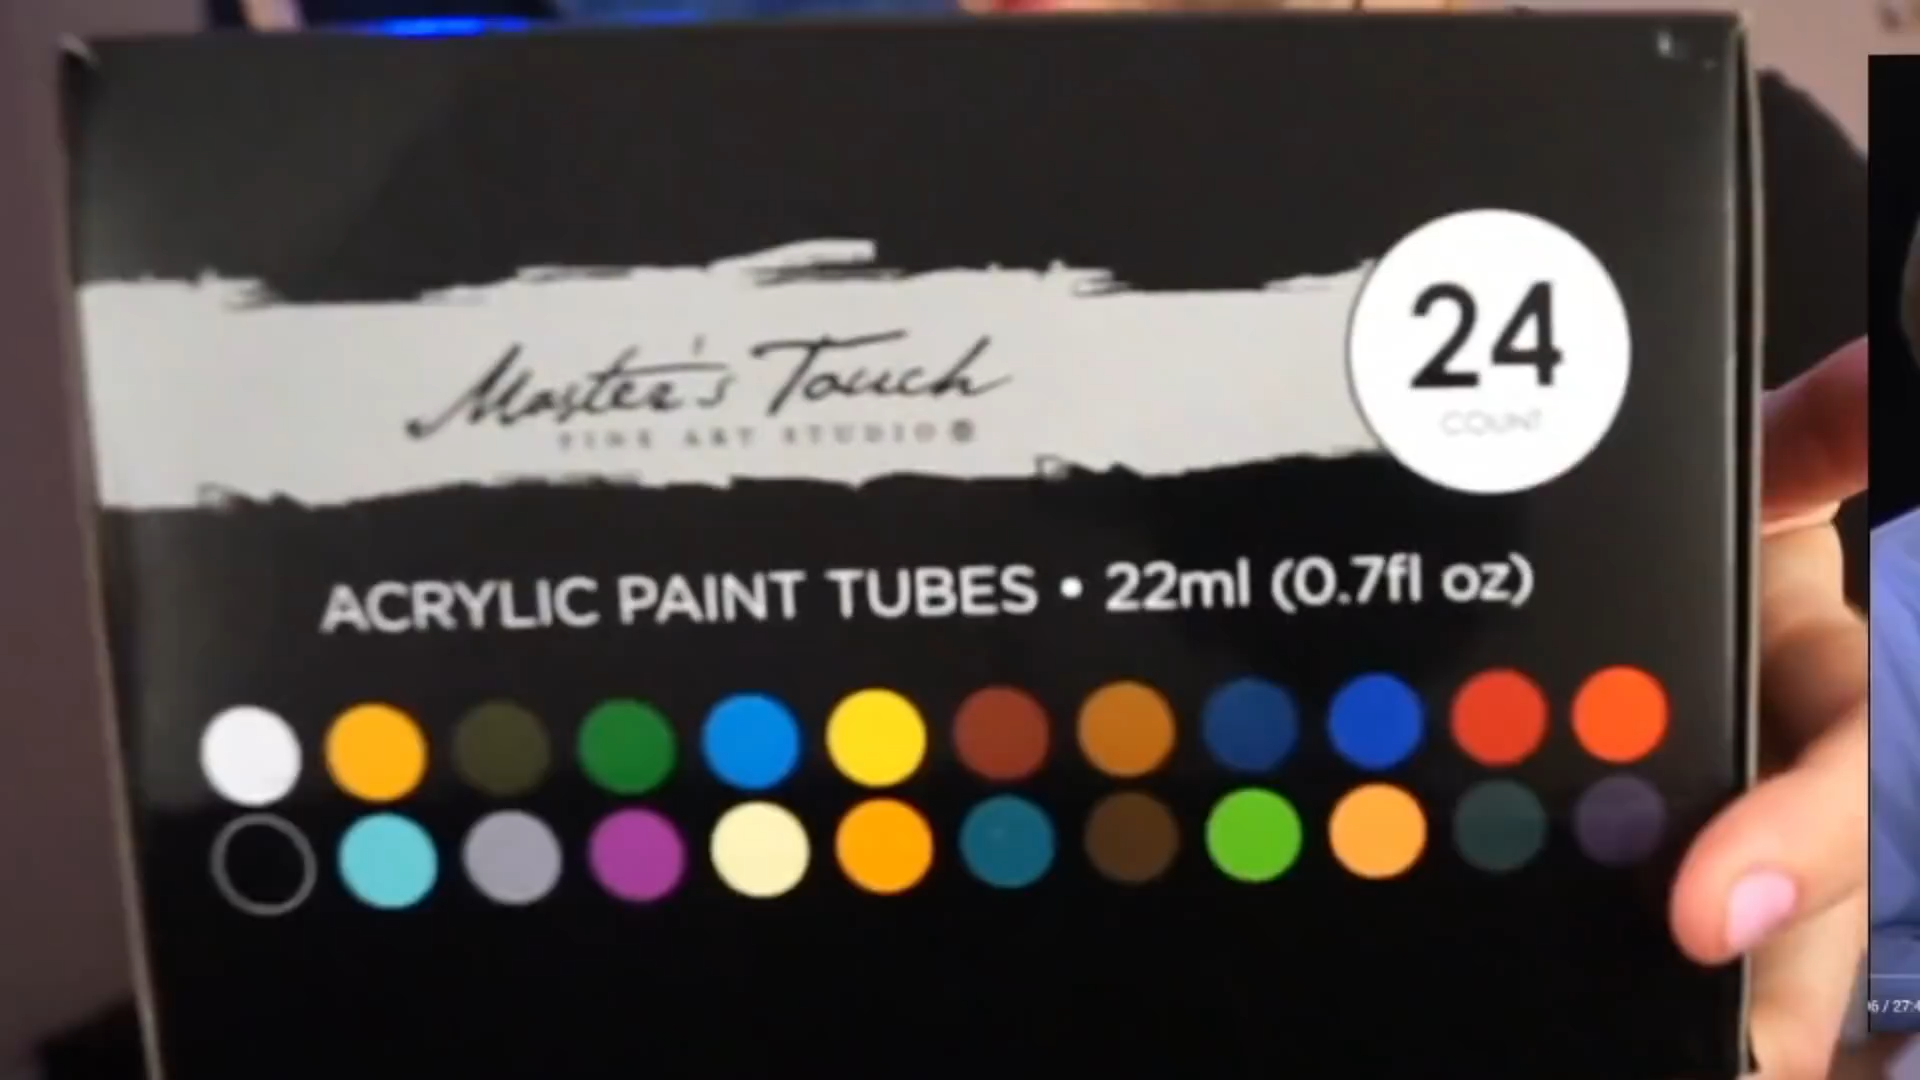 Master's Touch
FINE ART STUDIO®
24
COUNT
ACRYLIC PAINT TUBES • 22ml (0.7fl oz)